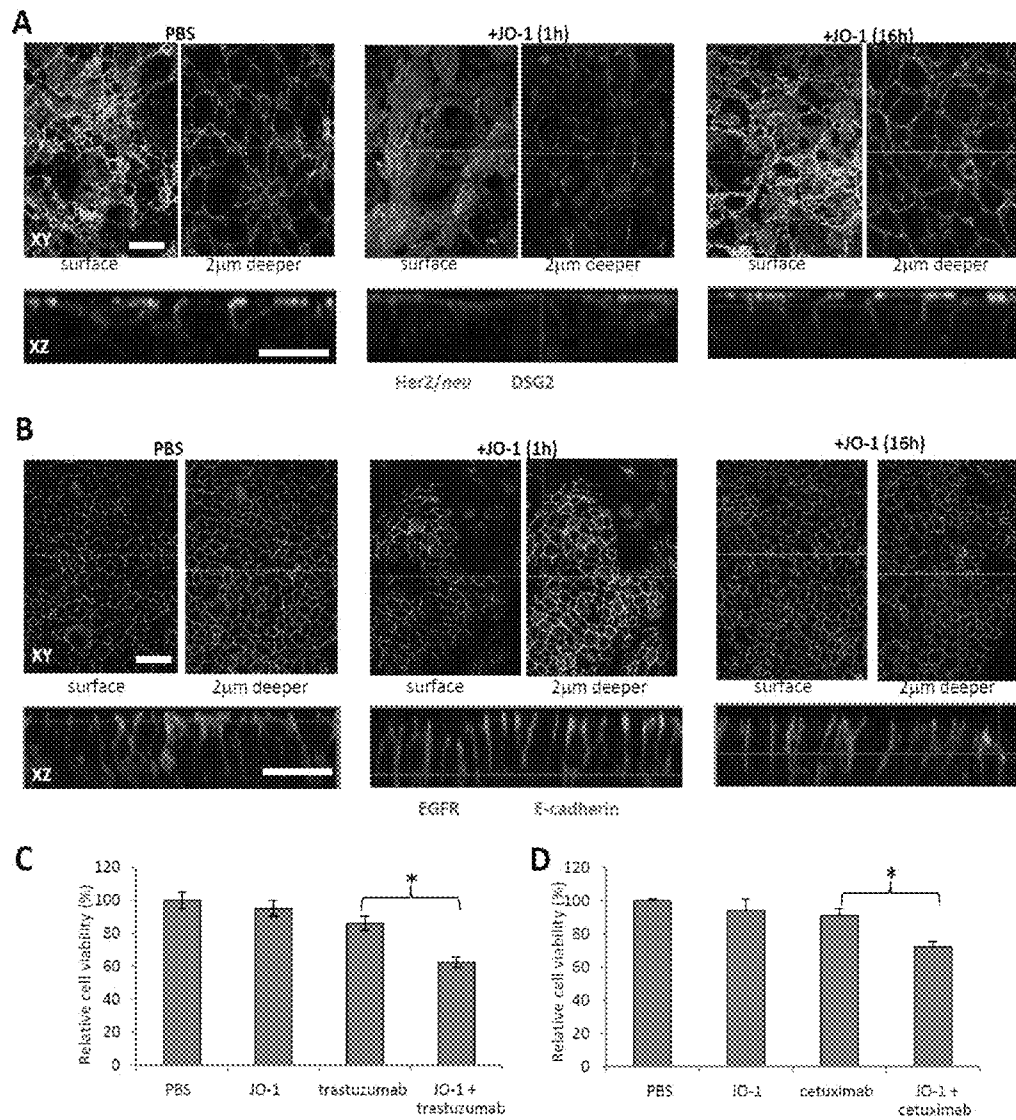 A
PBS +JO-1 (1h) +JO-1 (16h)
XY
surface 2μm deeper surface 2μm deeper surface 2μm deeper
XZ
Her2/neu DSG2
B
PBS +JO-1 (1h) +JO-1 (16h)
XY
surface 2μm deeper surface 2μm deeper surface 2μm deeper
XZ
EGFR E-cadherin
C
Relative cell viability (%)
120
100
80
60
40
20
0
*
PBS JO-1 trastuzumab JO-1 +
trastuzumab
D
Relative cell viability (%)
120
100
80
60
40
20
0
*
PBS JO-1 cetuximab JO-1 +
cetuximab